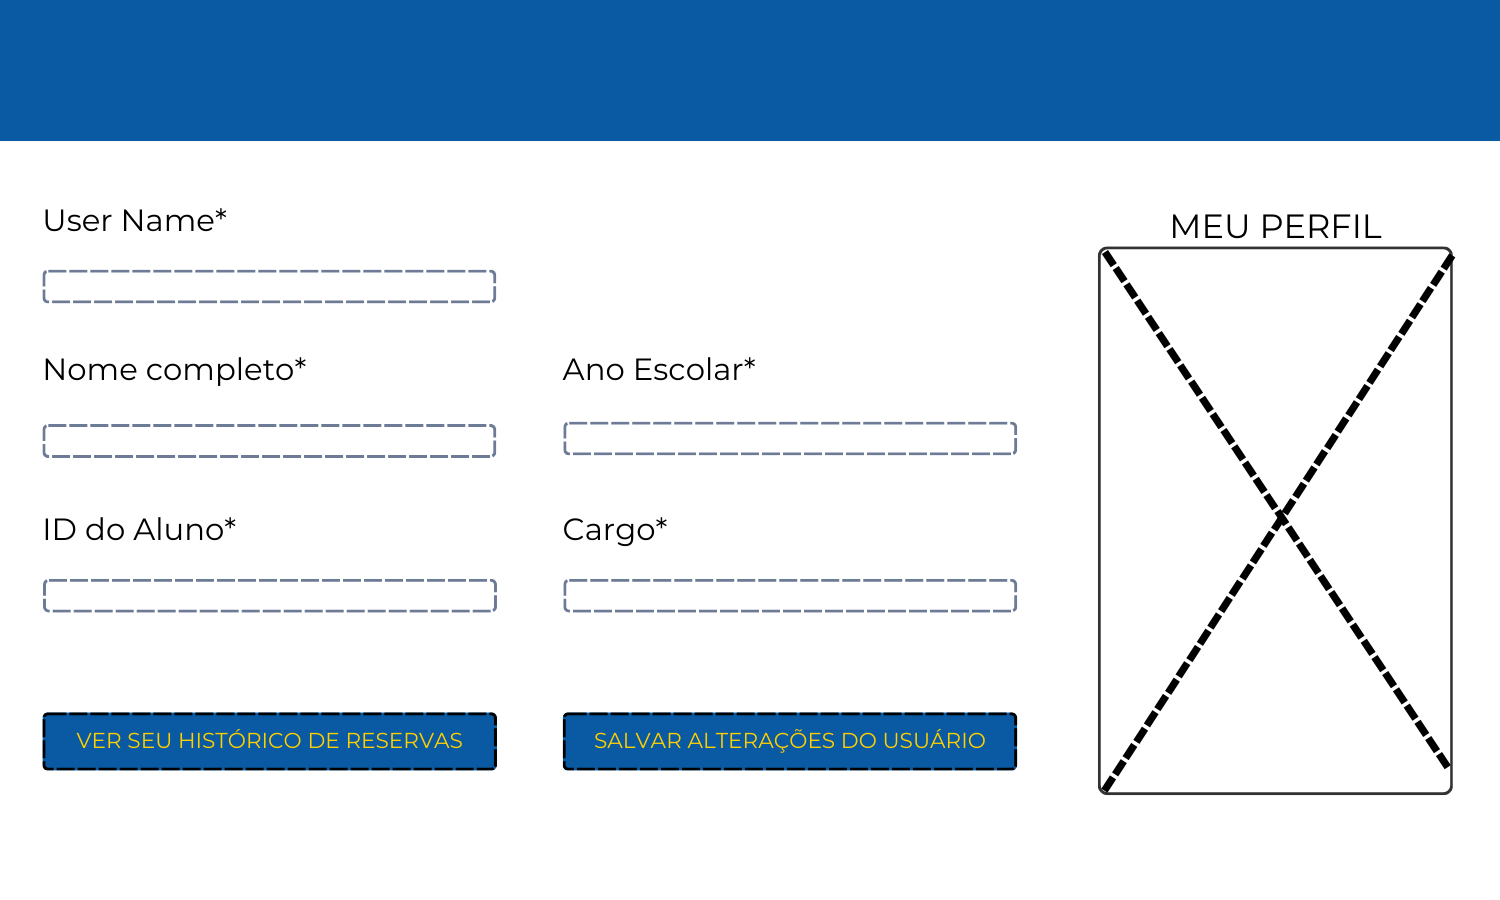 User Name*
MEU PERFIL
Nome completo*
Ano Escolar*
ID do Aluno*
Cargo*
VER SEU HISTÓRICO DE RESERVAS
SALVAR ALTERAÇÕES DO USUÁRIO